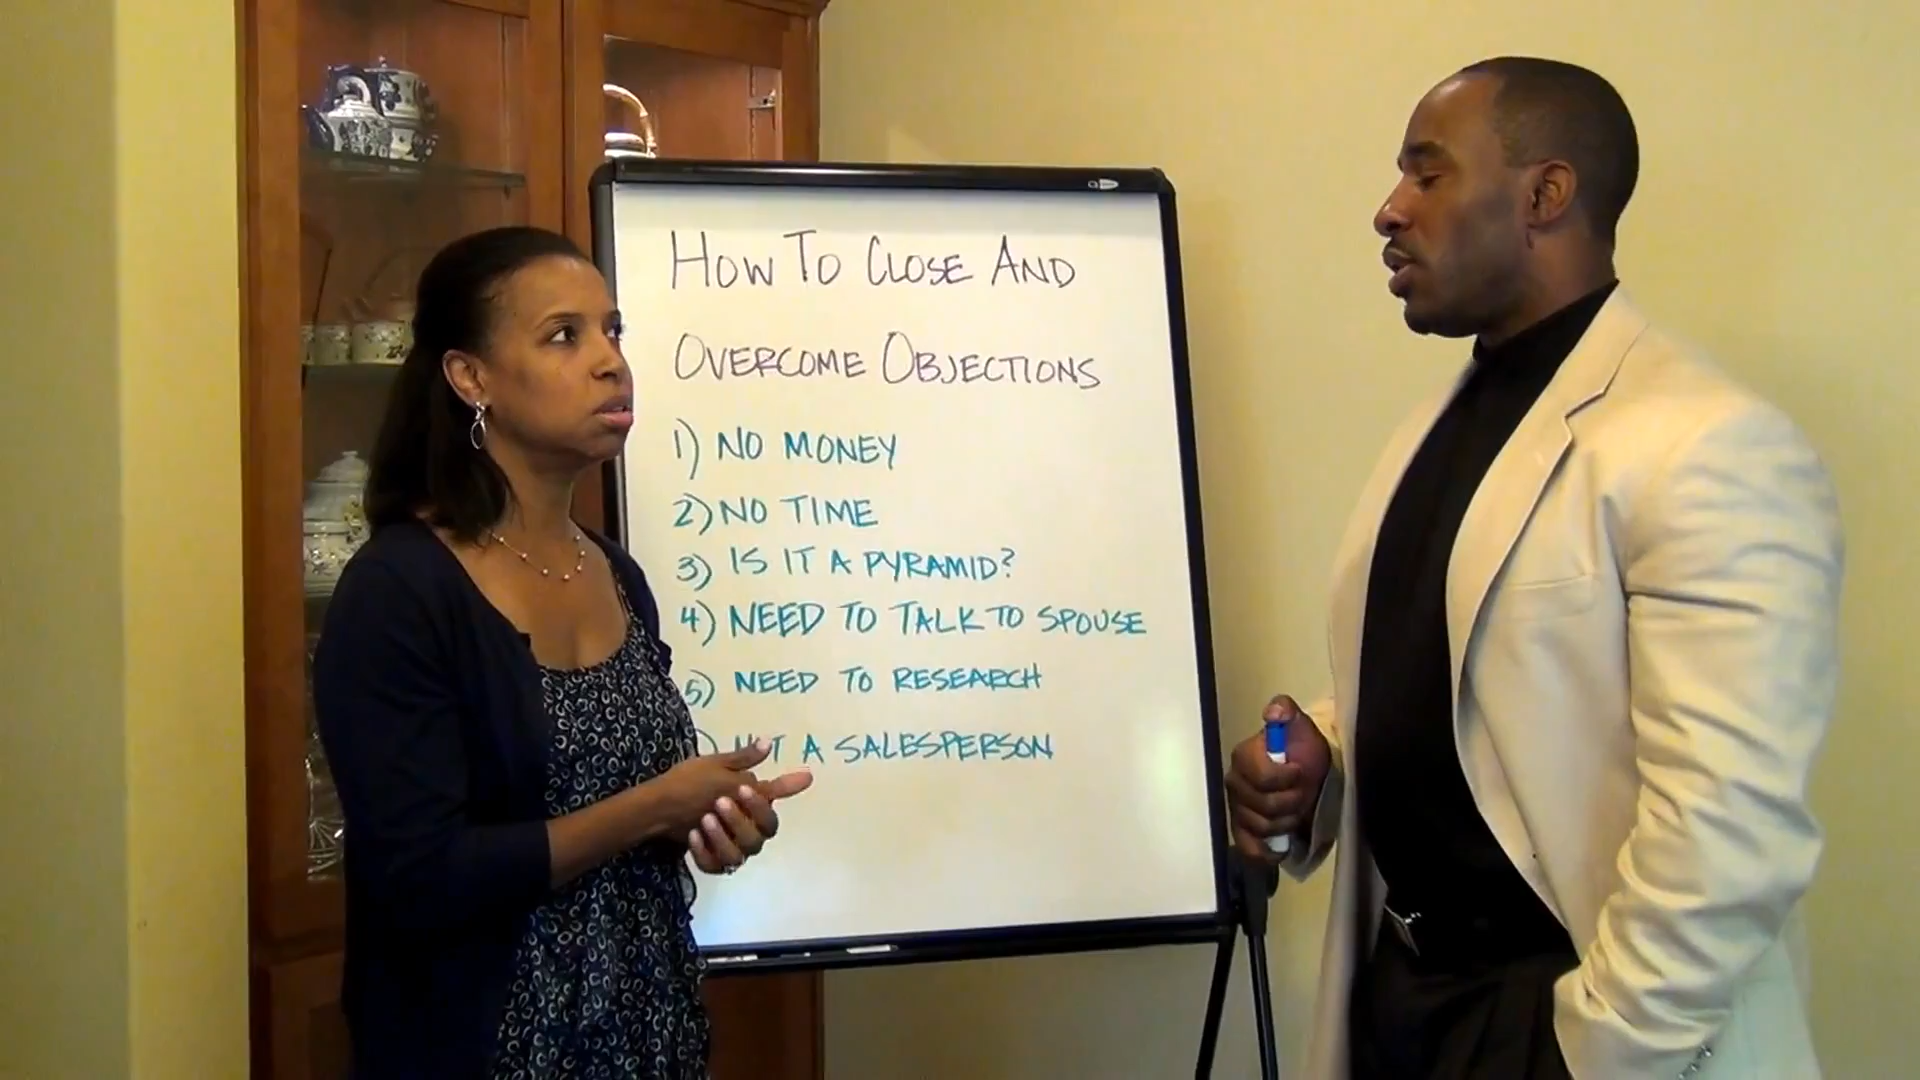 HOW TO CLOSE AND
OVERCOME OBJECTIONS
1) NO MONEY
2) NO TIME
3) IS IT A PYRAMID?
4) NEED TO TALK TO SPOUSE
5) NEED TO RESEARCH
) NOT A SALESPERSON